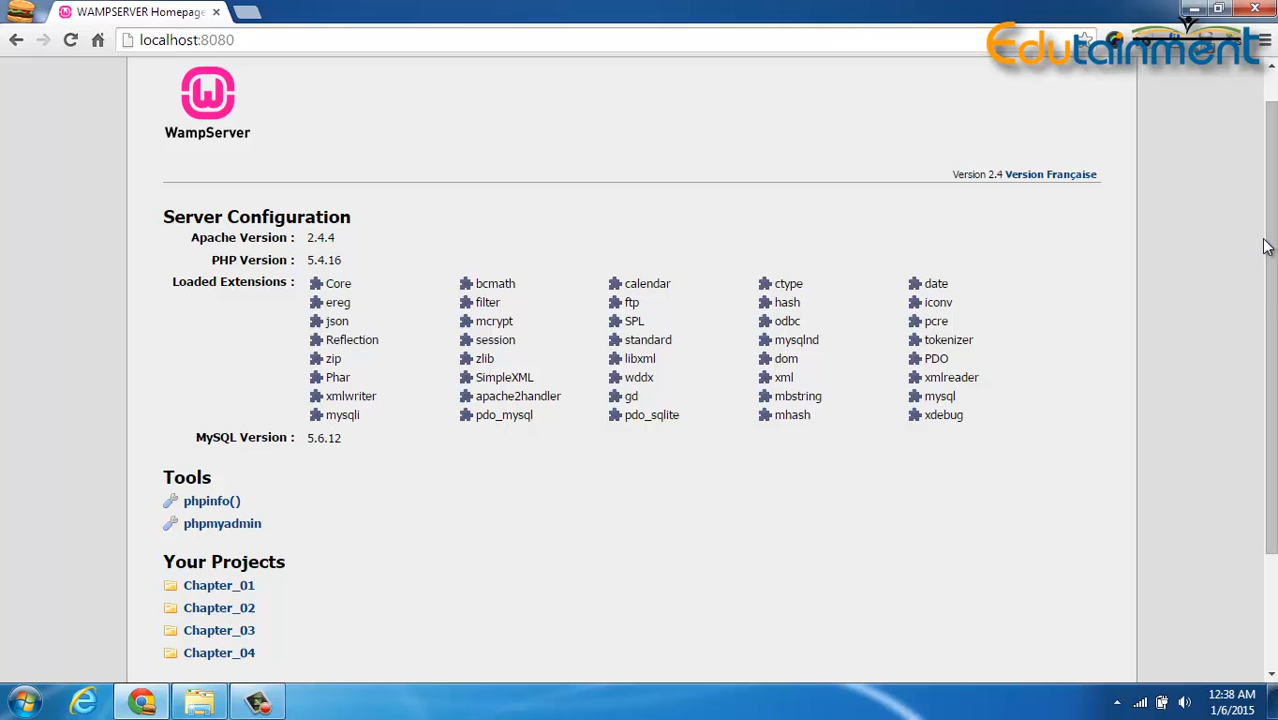 WAMPSERVER Homepage
localhost:8080
Edutainment
WampServer
Version 2.4 Version Française
Server Configuration
Apache Version : 2.4.4
PHP Version : 5.4.16
Loaded Extensions : Core bcmath calendar ctype date
ereg filter ftp hash iconv
json mcrypt SPL odbc pcre
Reflection session standard mysqlnd tokenizer
zip zlib libxml dom PDO
Phar SimpleXML wddx xml xmlreader
xmlwriter apache2handler gd mbstring mysql
mysqli pdo_mysql pdo_sqlite mhash xdebug
MySQL Version : 5.6.12
Tools
phpinfo()
phpmyadmin
Your Projects
Chapter_01
Chapter_02
Chapter_03
Chapter_04
12:38 AM
1/6/2015